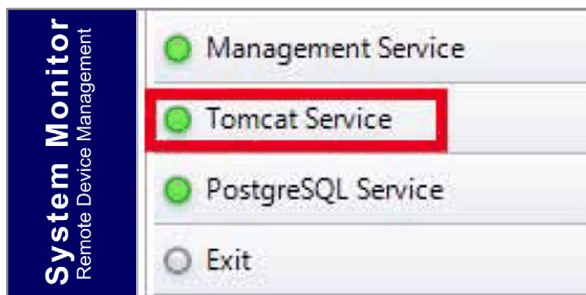 System Monitor
Remote Device Management
Management Service
Tomcat Service
PostgreSQL Service
Exit